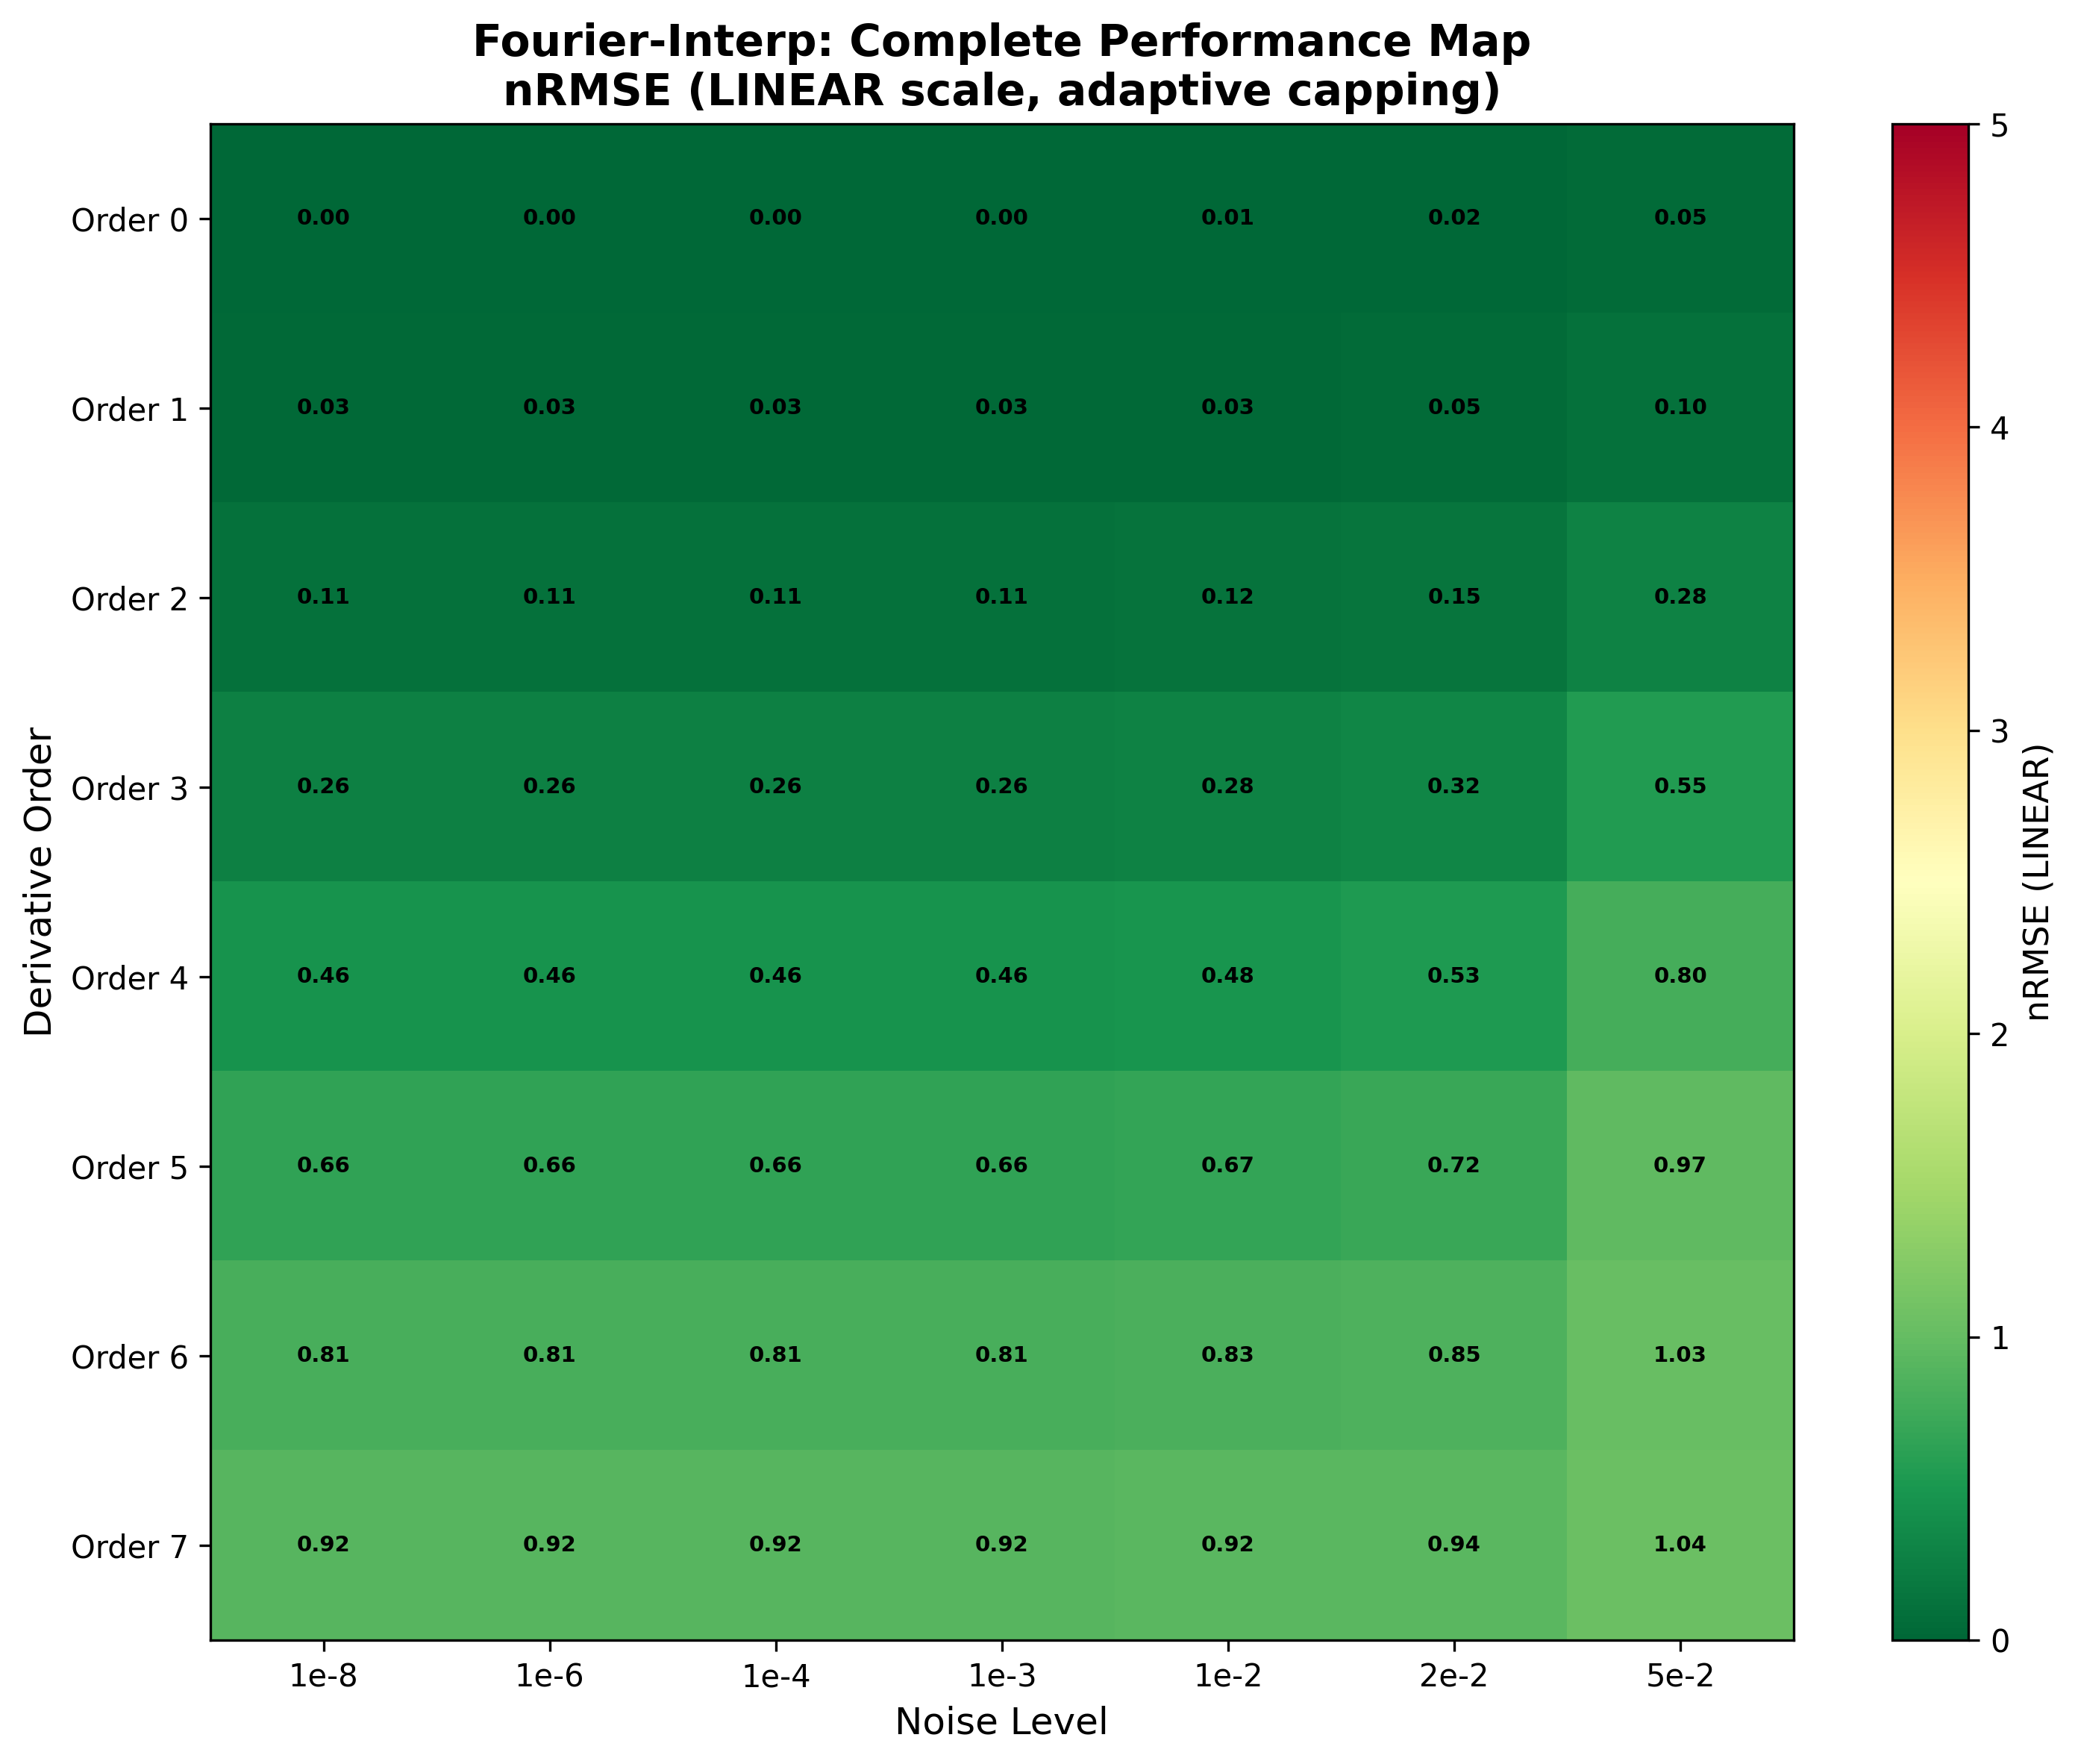 Fourier-Interp: Complete Performance Map
nRMSE (LINEAR scale, adaptive capping)
Derivative Order
Order 0 0.00 0.00 0.00 0.00 0.01 0.02 0.05
Order 1 0.03 0.03 0.03 0.03 0.03 0.05 0.10
Order 2 0.11 0.11 0.11 0.11 0.12 0.15 0.28
Order 3 0.26 0.26 0.26 0.26 0.28 0.32 0.55
Order 4 0.46 0.46 0.46 0.46 0.48 0.53 0.80
Order 5 0.66 0.66 0.66 0.66 0.67 0.72 0.97
Order 6 0.81 0.81 0.81 0.81 0.83 0.85 1.03
Order 7 0.92 0.92 0.92 0.92 0.92 0.94 1.04
1e-8 1e-6 1e-4 1e-3 1e-2 2e-2 5e-2
Noise Level
5
4
3
2
1
0
nRMSE (LINEAR)